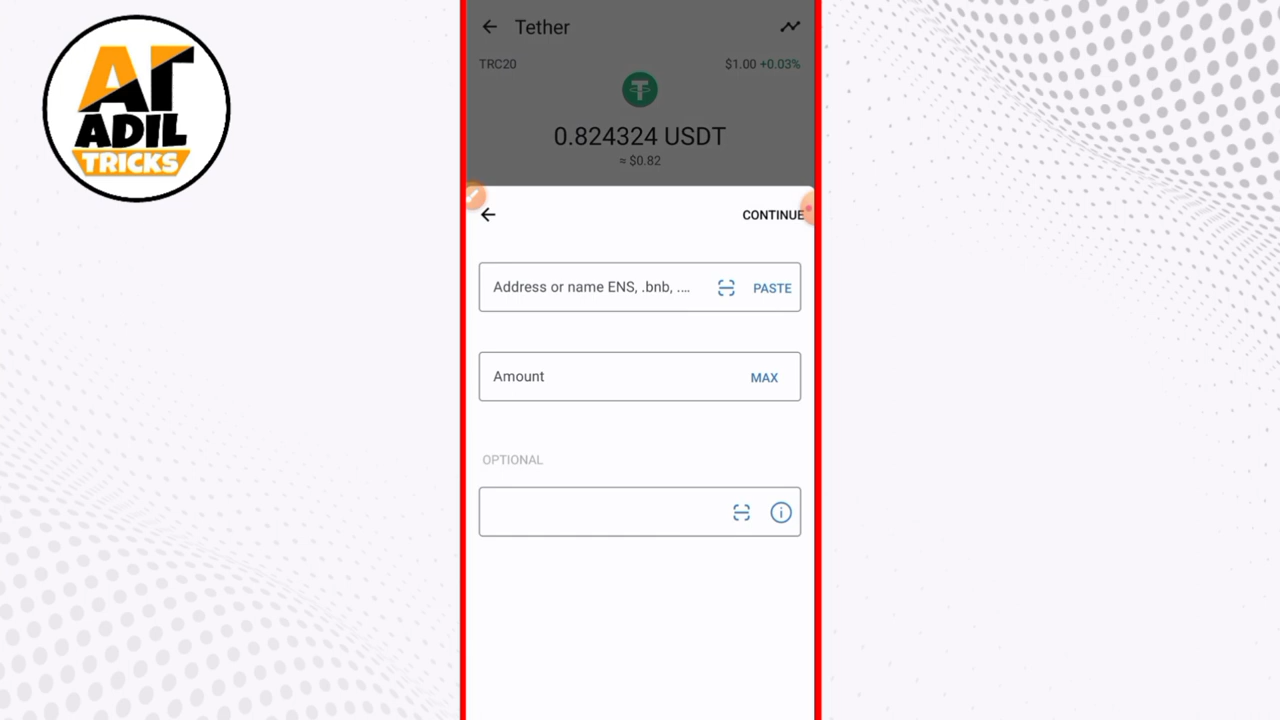 AT
ADIL
TRICKS
Tether
TRC20
$1.00 +0.03%
0.824324 USDT
≈ $0.82
CONTINUE
Address or name ENS, .bnb, ....
PASTE
Amount
MAX
OPTIONAL